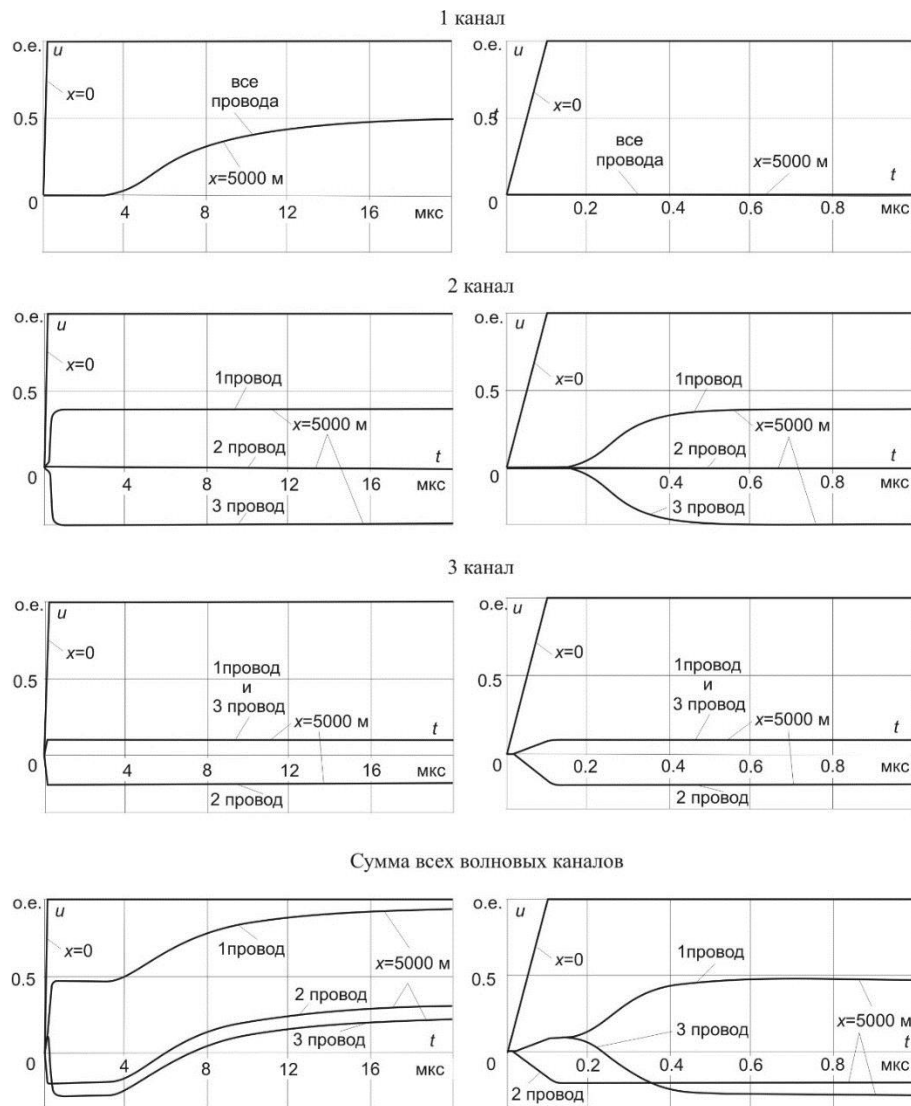 1 канал
о.е. u
x=0
все
провода
0.5
x=5000 м
0
4 8 12 16 мкс
о.е. u
x=0
0.5 t
все
провода
x=5000 м
t
0
0.2 0.4 0.6 0.8 мкс
2 канал
о.е. u
x=0
0.5
1провод
x=5000 м
2 провод
t
0
4 8 12 16 мкс
3 провод
о.е. u
x=0
0.5
1провод
x=5000 м
2 провод
t
0
0.4 0.6 0.8 мкс
3 провод
3 канал
о.е. u
x=0
1провод
и
3 провод
0.5
x=5000 м
t
0
4 8 12 16 мкс
2 провод
о.е. u
x=0
1провод
и
3 провод
0.5
x=5000 м
t
0
0.2 0.4 0.6 0.8 мкс
2 провод
Сумма всех волновых каналов
о.е. u
x=0
1провод
0.5
x=5000 м
2 провод
3 провод
t
0
4 8 12 16 мкс
о.е. u
x=0
1провод
0.5
3 провод
x=5000 м
t
0
0.2 0.4 0.6 0.8 мкс
2 провод